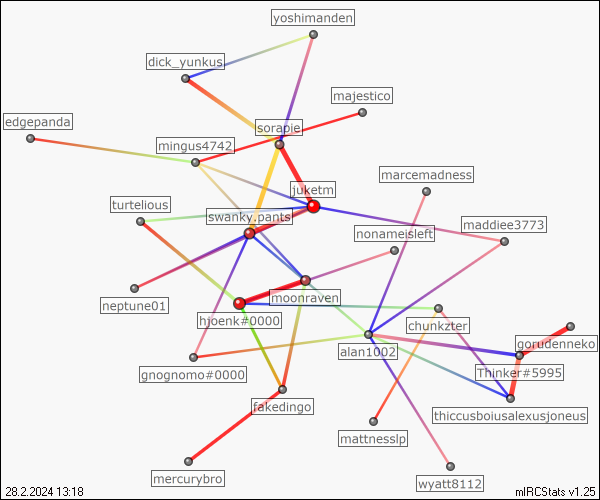 yoshimanden
dick_yunkus
majestico
edgepanda
sorapie
mingus4742
marcemadness
juketm
turtelious
swanky.pants
maddiee3773
nonameisleft
moonraven
neptune01
hjoenk#0000
chunkzter
gorudenneko
alan1002
gnognomo#0000
Thinker#5995
fakedingo
thiccusboiusalexusjoneus
mattnesslp
mercurybro
wyatt8112
28.2.2024 13:18
mIRCStats v1.25